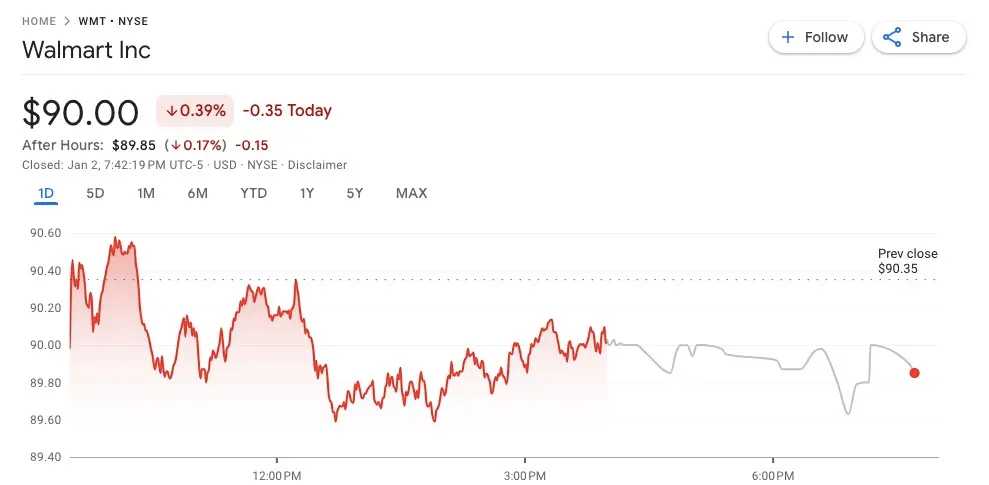 HOME > WMT • NYSE
Walmart Inc
+ Follow
Share
$90.00 ↓0.39% -0.35 Today
After Hours: $89.85 (↓0.17%) -0.15
Closed: Jan 2, 7:42:19 PM UTC-5 · USD · NYSE · Disclaimer
1D 5D 1M 6M YTD 1Y 5Y MAX
90.60
Prev close
90.40
$90.35
90.20
90.00
89.80
89.60
89.40
12:00 PM 3:00 PM 6:00 PM